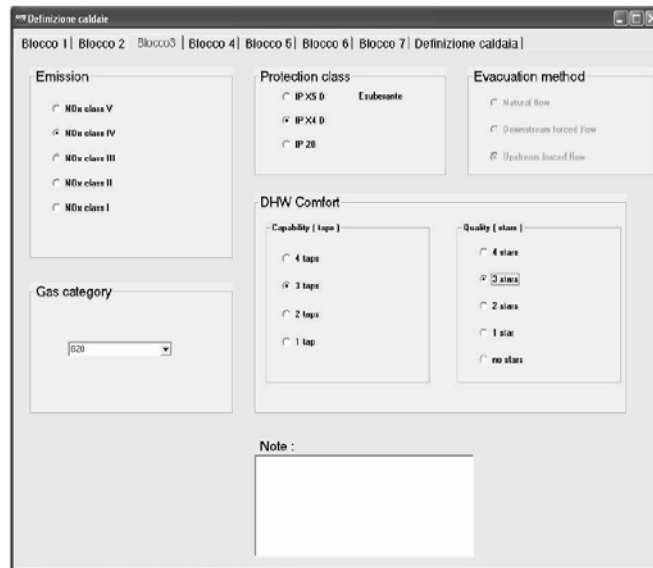 Definizione caldaie
Blocco 1 Blocco 2 Blocco3 Blocco 4 Blocco 5 Blocco 6 Blocco 7 Definizione caldaia
Emission
NOx class V
NOx class IV
NOx class III
NOx class II
NOx class I
Protection class
IP X5 D Esuberante
IP X4 D
IP 20
Evacuation method
Natural flow
Downstream forced flow
Upstream forced flow
DHW Comfort
Capability ( taps )
4 taps
3 taps
2 taps
1 tap
Quality ( stars )
4 stars
3 stars
2 stars
1 star
no stars
Gas category
G20
Note :